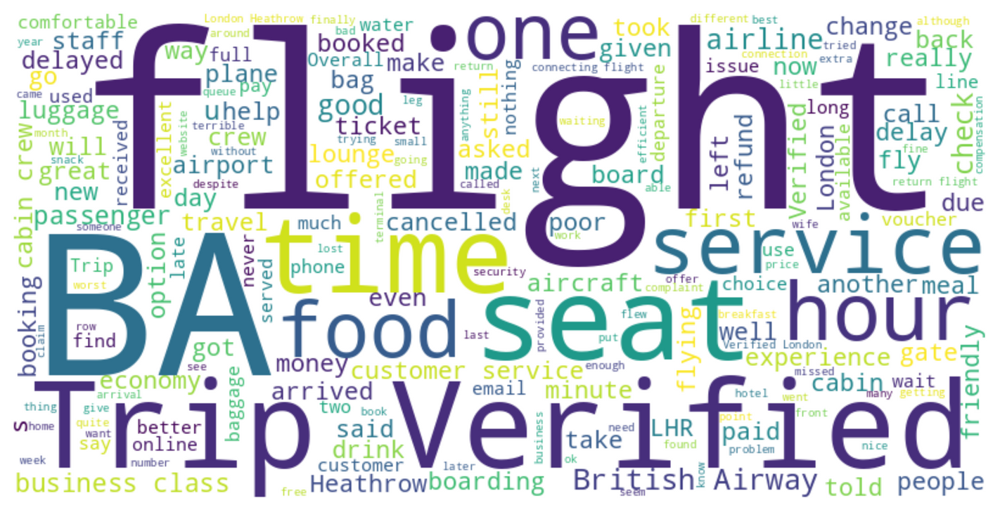 flight
BA
Trip Verified
time
service
seat
food
hour
one
comfortable
London Heathrow
finally
bad
water
took
different
best
although
year
staff
around
booked
given
airline
change
back
delayed
way
full
Overall
make
return
connecting flight
connection
tried
extra
really
go
plane
bag
issue
now
little
line
came
used
queue
pay
good
leg
anything
still
nothing
waiting
efficient
departure
long
call
check
compensation
luggage
uhelp
ticket
terrible
trying
small
cabin crew
month
will
received
excellent
website
crew
without
lounge
going
asked
left
refund
Verified
London
available
delay
fine
snack
great
airport
offered
made
board
fly
new
despite
day
called
next
able
return flight
desk
due
passenger
someone
travel
terminal
much
cancelled
poor
work
first
wife
voucher
Trip
option
late
never
lost
phone
security
use
price
worst
served
aircraft
offer
complaint
choice
another
meal
booking
claim
row
find
even
last
provided
flew
put
flying
breakfast
well
Verified London
got
see
money
customer service
enough
experience
missed
gate
friendly
economy
arrival
baggage
arrived
email
minute
hotel
went
cabin
wait
many
getting
thing
give
two
book
business
front
s
home
quite
want
better
said
need
LHR
point
paid
say
online
drink
take
found
problem
nice
week
number
customer
later
ok
know
business class
free
Heathrow
boarding
British Airway
seem
told
people